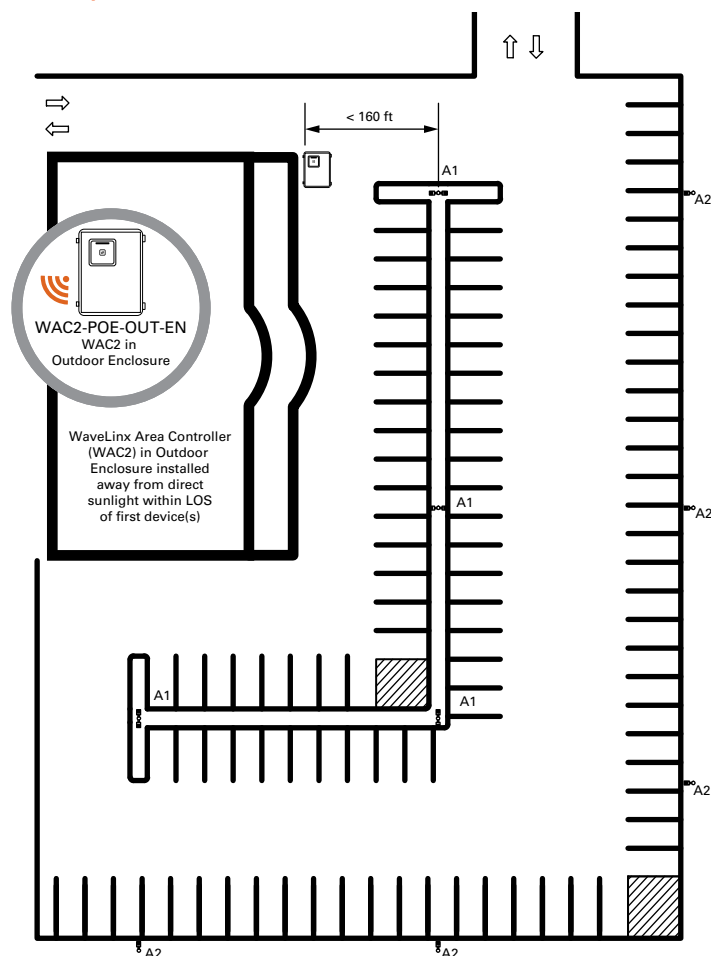 < 160 ft
A1
A2
WAC2-POE-OUT-EN
WAC2 in
Outdoor Enclosure
WaveLinx Area Controller
(WAC2) in Outdoor
Enclosure installed
away from direct
sunlight within LOS
of first device(s)
A1
A2
A1
A1
A2
A2
A2